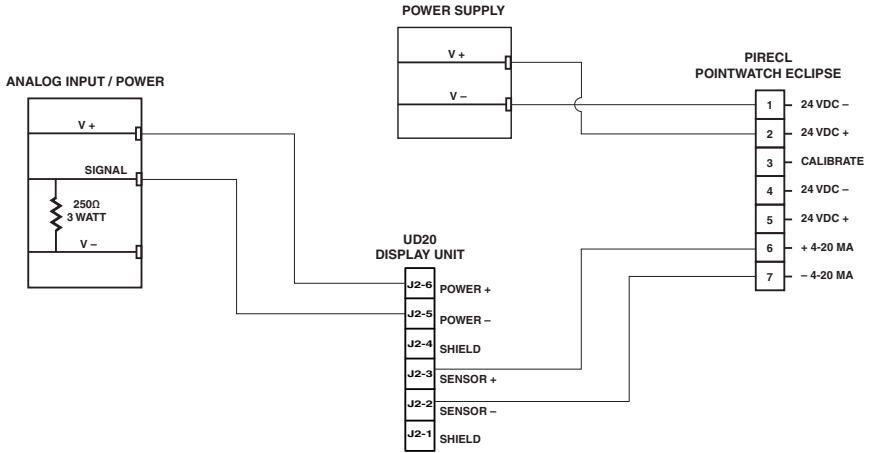 POWER SUPPLY
V +
V –
ANALOG INPUT / POWER
V +
SIGNAL
250Ω
3 WATT
V –
PIRECL
POINTWATCH ECLIPSE
1 24 VDC –
2 24 VDC +
3 CALIBRATE
4 24 VDC –
5 24 VDC +
6 + 4-20 MA
7 – 4-20 MA
UD20
DISPLAY UNIT
J2-6 POWER +
J2-5 POWER –
J2-4 SHIELD
J2-3 SENSOR +
J2-2 SENSOR –
J2-1 SHIELD